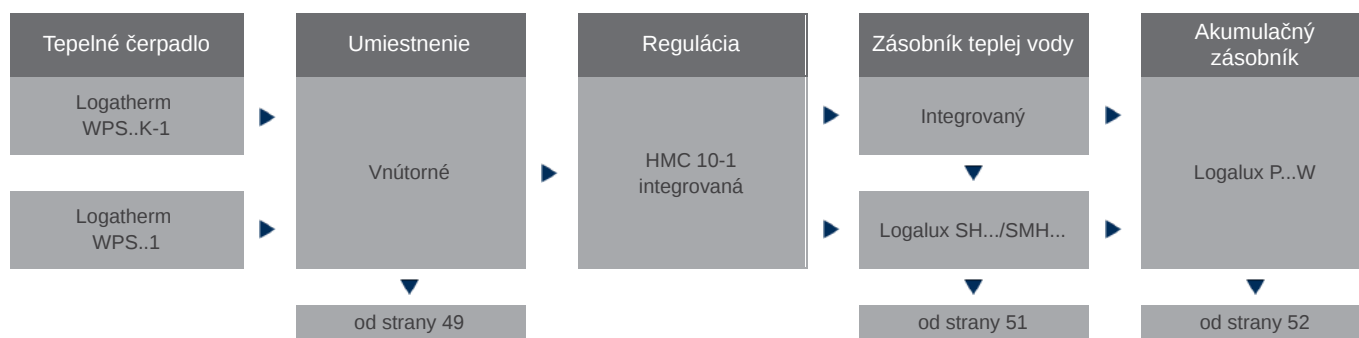 Tepelné čerpadlo
Umiestnenie
Regulácia
Zásobník teplej vody
Akumulačný
zásobník
Logatherm
WPS..K-1
Logatherm
WPS..1
Vnútorné
HMC 10-1
integrovaná
Integrovaný
Logalux SH.../SMH...
Logalux P...W
od strany 49
od strany 51
od strany 52